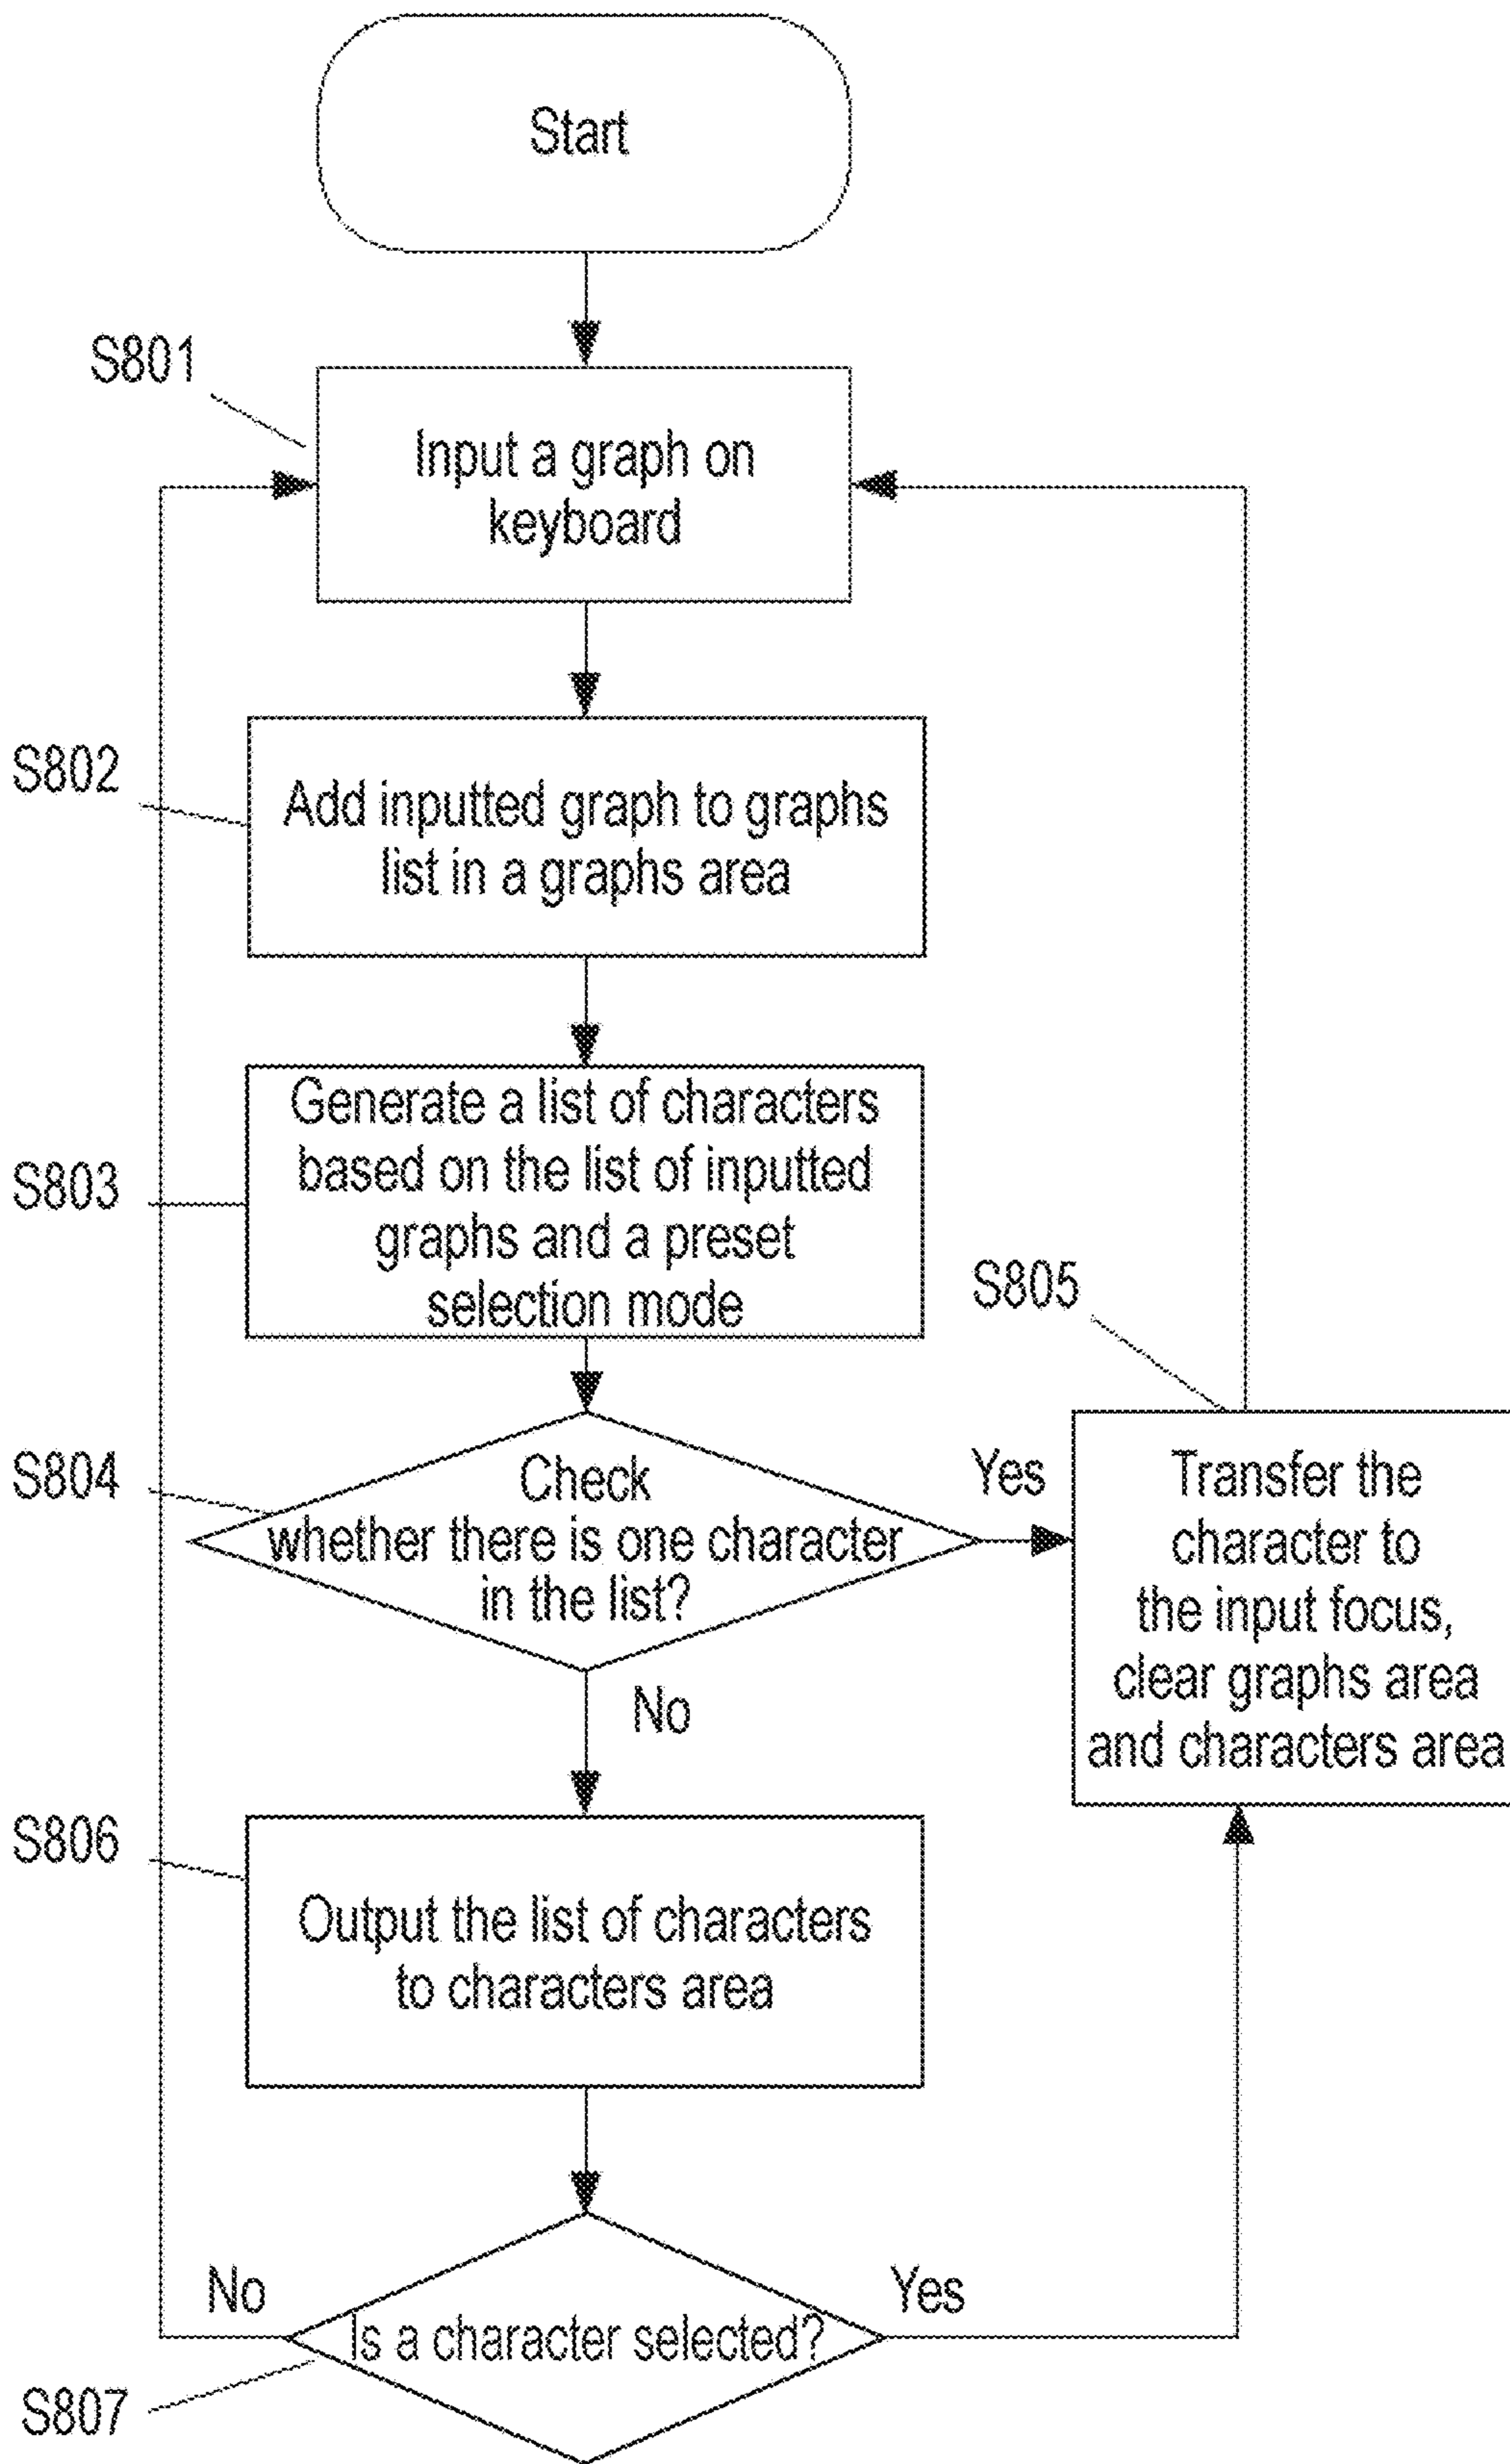 Start
S801
Input a graph on
keyboard
S802
Add inputted graph to graphs
list in a graphs area
S803
Generate a list of characters
based on the list of inputted
graphs and a preset
selection mode
S804
Check
whether there is one character
in the list?
Yes
No
S805
Transfer the
character to
the input focus,
clear graphs area
and characters area
S806
Output the list of characters
to characters area
S807
Is a character selected?
No
Yes